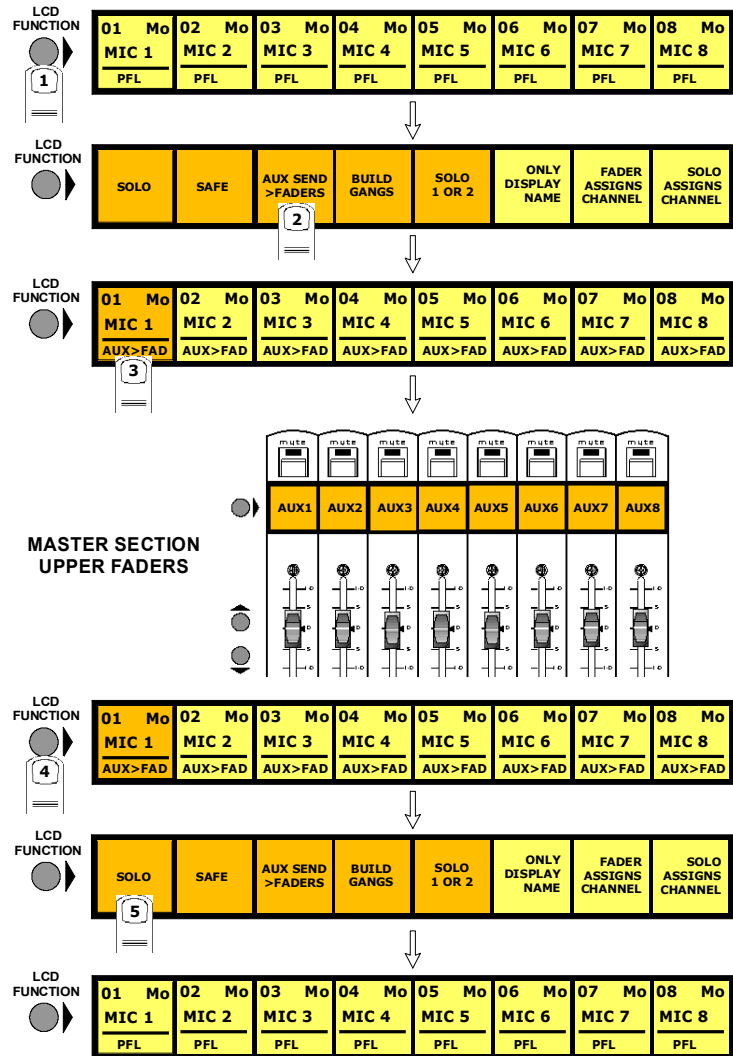 LCD
FUNCTION
01 Mo 02 Mo 03 Mo 04 Mo 05 Mo 06 Mo 07 Mo 08 Mo
MIC 1 MIC 2 MIC 3 MIC 4 MIC 5 MIC 6 MIC 7 MIC 8
PFL PFL PFL PFL PFL PFL PFL PFL
1
LCD
FUNCTION
SOLO
SAFE
AUX SEND
>FADERS
BUILD
GANGS
SOLO
1 OR 2
ONLY
DISPLAY
NAME
FADER
ASSIGNS
CHANNEL
SOLO
ASSIGNS
CHANNEL
2
LCD
FUNCTION
01 Mo 02 Mo 03 Mo 04 Mo 05 Mo 06 Mo 07 Mo 08 Mo
MIC 1 MIC 2 MIC 3 MIC 4 MIC 5 MIC 6 MIC 7 MIC 8
AUX>FAD AUX>FAD AUX>FAD AUX>FAD AUX>FAD AUX>FAD AUX>FAD AUX>FAD
3
mute mute mute mute mute mute mute mute
AUX1 AUX2 AUX3 AUX4 AUX5 AUX6 AUX7 AUX8
MASTER SECTION
UPPER FADERS
LCD
FUNCTION
01 Mo 02 Mo 03 Mo 04 Mo 05 Mo 06 Mo 07 Mo 08 Mo
MIC 1 MIC 2 MIC 3 MIC 4 MIC 5 MIC 6 MIC 7 MIC 8
AUX>FAD AUX>FAD AUX>FAD AUX>FAD AUX>FAD AUX>FAD AUX>FAD AUX>FAD
4
LCD
FUNCTION
SOLO
SAFE
AUX SEND
>FADERS
BUILD
GANGS
SOLO
1 OR 2
ONLY
DISPLAY
NAME
FADER
ASSIGNS
CHANNEL
SOLO
ASSIGNS
CHANNEL
5
LCD
FUNCTION
01 Mo 02 Mo 03 Mo 04 Mo 05 Mo 06 Mo 07 Mo 08 Mo
MIC 1 MIC 2 MIC 3 MIC 4 MIC 5 MIC 6 MIC 7 MIC 8
PFL PFL PFL PFL PFL PFL PFL PFL